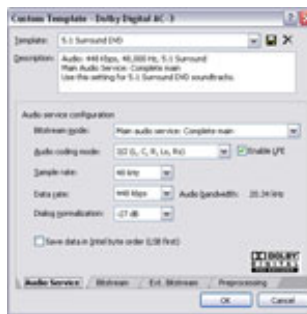 Custom Template - Dolby Digital AC-3
Template: 5.1 Surround DVD
Description: Audio: 448 Kbps, 48,000 Hz, 5.1 Surround
Main Audio Service: Complete main
Use this setting for 5.1 Surround DVD soundtracks.
Audio service configuration
Bitstream mode: Main audio service: Complete main
Audio coding mode: 3/2 (L, C, R, Ls, Rs) Enable LFE
Sample rate: 48 kHz
Data rate: 448 kbps Audio bandwidth: 20.34 kHz
Dialog normalization: -27 dB
Save data in Intel byte order (LSB first)
DOLBY
DIGITAL
Audio Service Bitstream Ext. Bitstream Preprocessing
OK Cancel